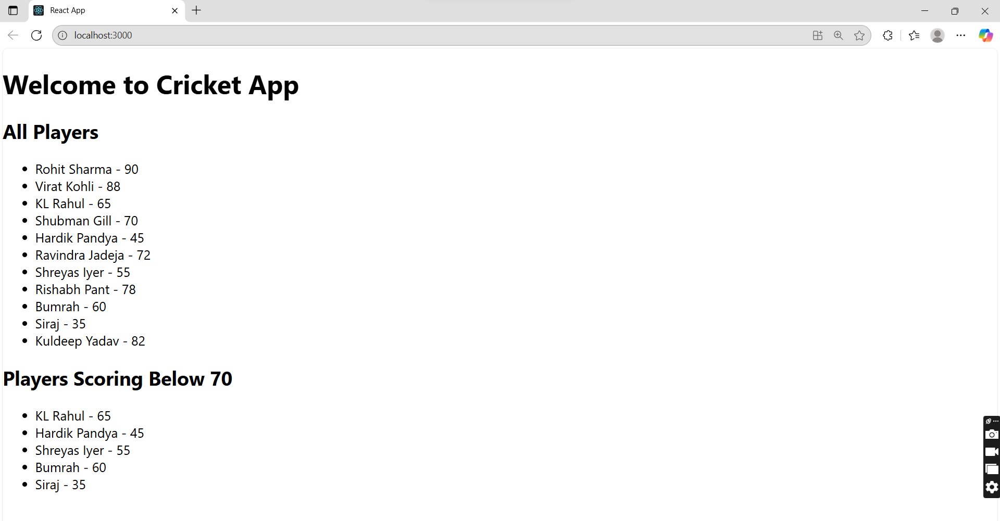 React App
localhost:3000
Welcome to Cricket App
All Players
Rohit Sharma - 90
Virat Kohli - 88
KL Rahul - 65
Shubman Gill - 70
Hardik Pandya - 45
Ravindra Jadeja - 72
Shreyas Iyer - 55
Rishabh Pant - 78
Bumrah - 60
Siraj - 35
Kuldeep Yadav - 82
Players Scoring Below 70
KL Rahul - 65
Hardik Pandya - 45
Shreyas Iyer - 55
Bumrah - 60
Siraj - 35